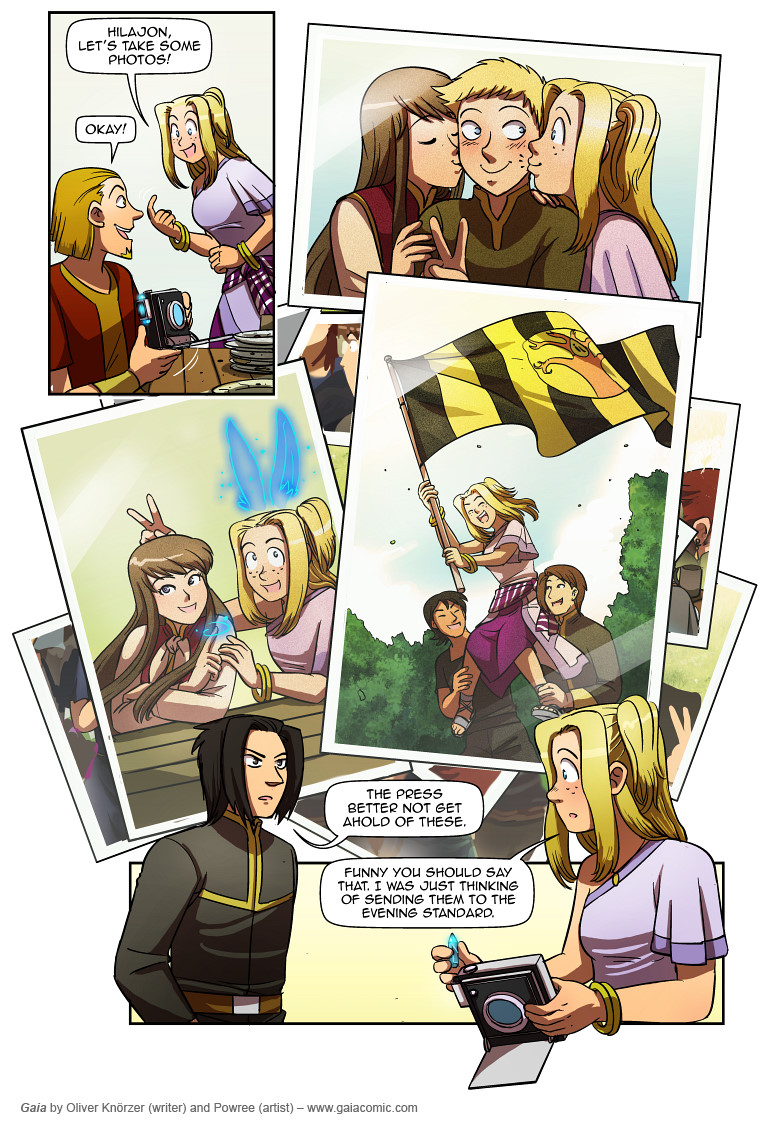 HILAJON,
LET'S TAKE SOME
PHOTOS!
OKAY!
THE PRESS
BETTER NOT GET
AHOLD OF THESE.
FUNNY YOU SHOULD SAY
THAT. I WAS JUST THINKING
OF SENDING THEM TO THE
EVENING STANDARD.
Gaia by Oliver Knörzer (writer) and Powree (artist) – www.gaiacomic.com